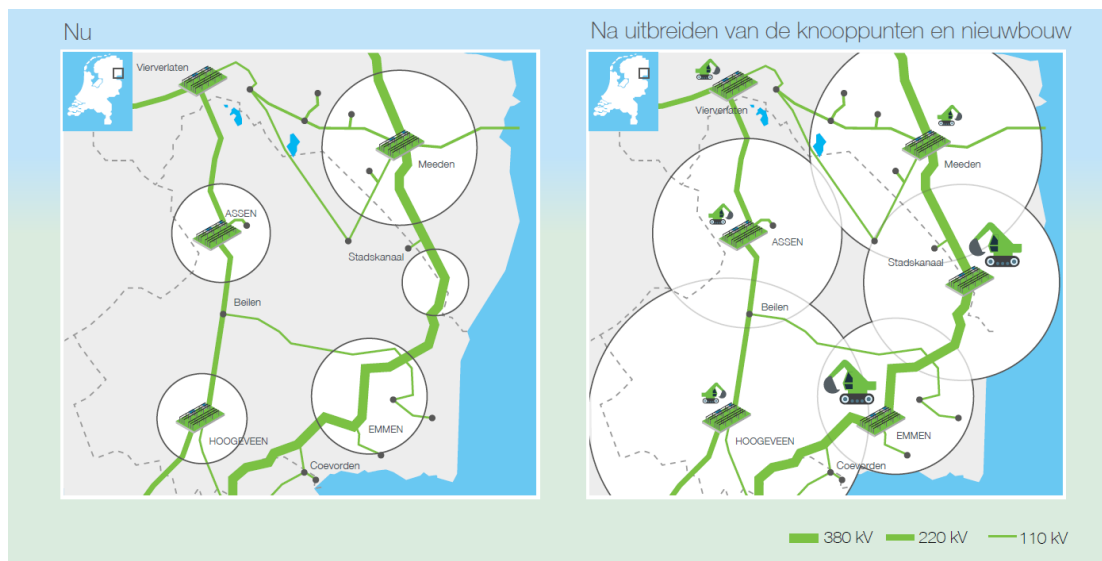 Nu
Vierverlaten
Meeden
ASSEN
Stadskanaal
Beilen
EMMEN
HOOGEVEEN
Coevorden
Na uitbreiden van de knooppunten en nieuwbouw
Vierverlaten
Meeden
ASSEN
Stadskanaal
Beilen
EMMEN
HOOGEVEEN
Coevorden
380 kV 220 kV 110 kV